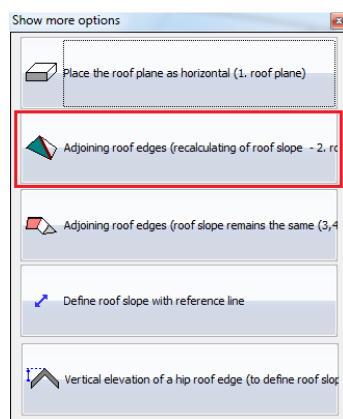 Show more options
Place the roof plane as horizontal (1. roof plane)
Adjoining roof edges (recalculating of roof slope - 2. ro
Adjoining roof edges (roof slope remains the same (3,4
Define roof slope with reference line
Vertical elevation of a hip roof edge (to define roof slop